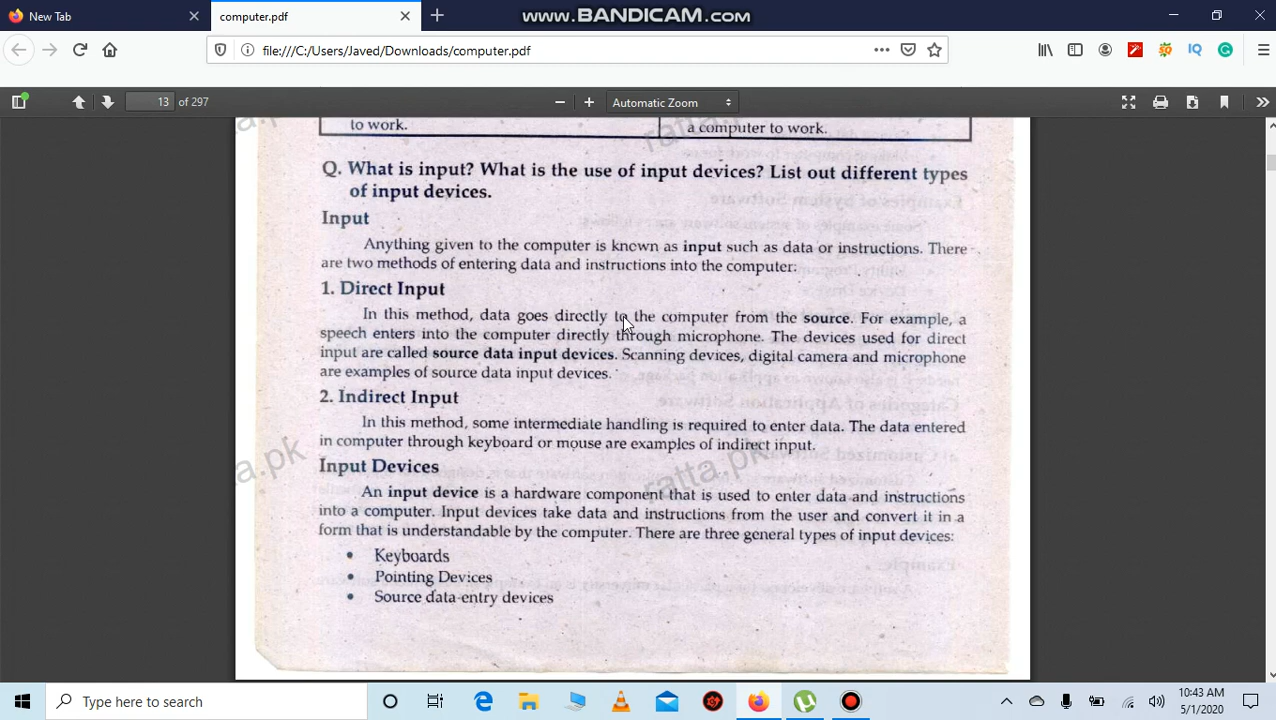 New Tab
computer.pdf
www.BANDICAM.com
file:///C:/Users/Javed/Downloads/computer.pdf
IQ
13 of 297
Automatic Zoom
to work.
a computer to work.
Q. What is input? What is the use of input devices? List out different types
of input devices.
Input
Anything given to the computer is known as input such as data or instructions. There
are two methods of entering data and instructions into the computer:
1. Direct Input
In this method, data goes directly to the computer from the source. For example, a
speech enters into the computer directly through microphone. The devices used for direct
input are called source data input devices. Scanning devices, digital camera and microphone
are examples of source data input devices.
2. Indirect Input
In this method, some intermediate handling is required to enter data. The data entered
in computer through keyboard or mouse are examples of indirect input.
ratta.pk
ratta.pk
Input Devices
An input device is a hardware component that is used to enter data and instructions
into a computer. Input devices take data and instructions from the user and convert it in a
form that is understandable by the computer. There are three general types of input devices:
• Keyboards
• Pointing Devices
• Source data-entry devices
Type here to search
10:43 AM
5/1/2020